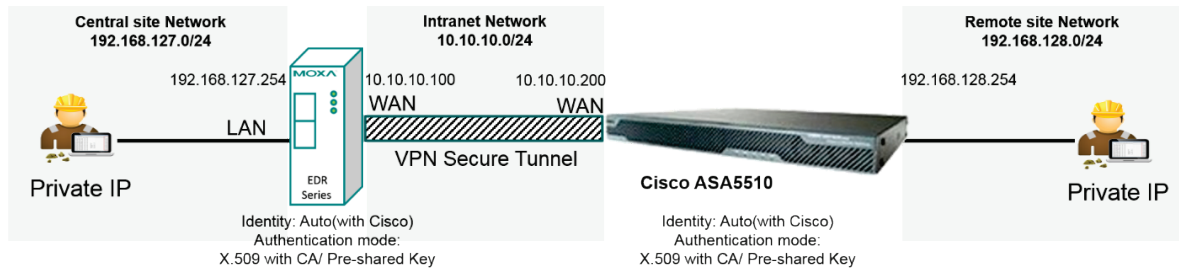 Central site Network
192.168.127.0/24
Intranet Network
10.10.10.0/24
Remote site Network
192.168.128.0/24
192.168.127.254
MOXA
10.10.10.100
10.10.10.200
192.168.128.254
WAN
WAN
LAN
VPN Secure Tunnel
Private IP
EDR
Series
Cisco ASA5510
Private IP
Identity: Auto(with Cisco)
Authentication mode:
X.509 with CA/ Pre-shared Key
Identity: Auto(with Cisco)
Authentication mode:
X.509 with CA/ Pre-shared Key